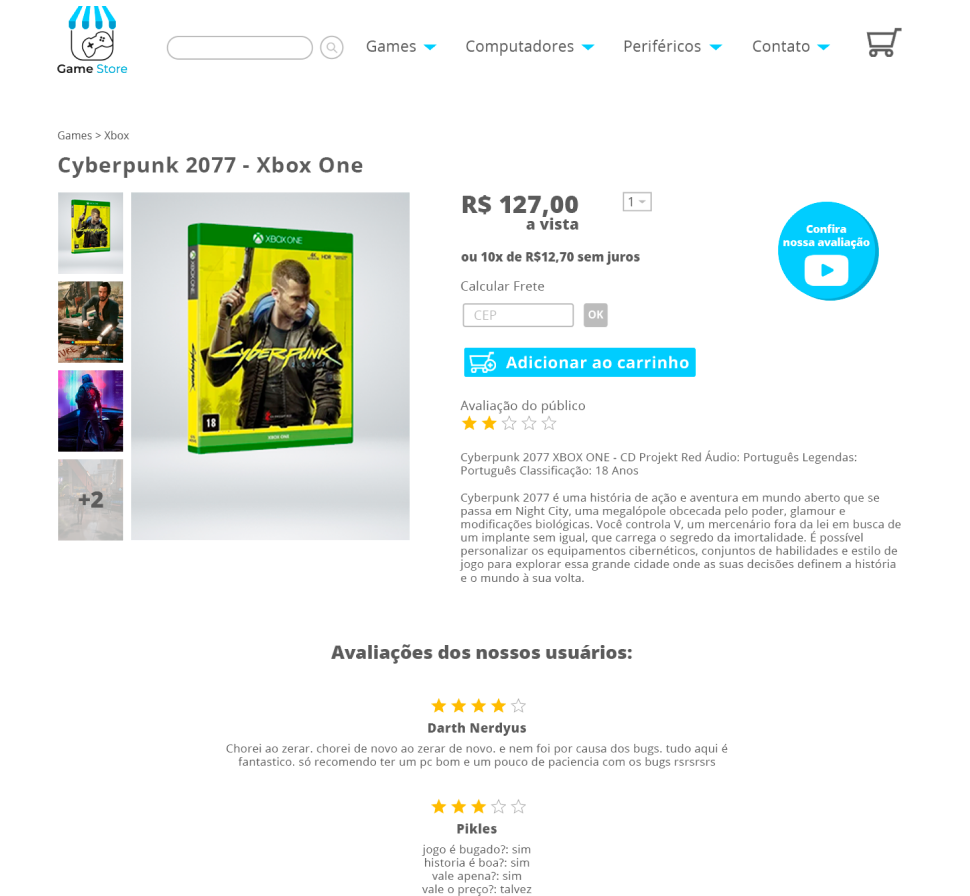 Game Store
Games
Computadores
Periféricos
Contato
Games > Xbox
Cyberpunk 2077 - Xbox One
XBOX ONE
XBOX ONE
4K
HDR
Cyberpunk
Cyberpunk
2077
18
XBOX ONE
+2
R$ 127,00
1
a vista
ou 10x de R$12,70 sem juros
Calcular Frete
CEP
OK
Adicionar ao carrinho
Confira
nossa avaliação
Avaliação do público
Cyberpunk 2077 XBOX ONE - CD Projekt Red Áudio: Português Legendas:
Português Classificação: 18 Anos
Cyberpunk 2077 é uma história de ação e aventura em mundo aberto que se
passa em Night City, uma megalópole obcecada pelo poder, glamour e
modificações biológicas. Você controla V, um mercenário fora da lei em busca de
um implante sem igual, que carrega o segredo da imortalidade. É possível
personalizar os equipamentos cibernéticos, conjuntos de habilidades e estilo de
jogo para explorar essa grande cidade onde as suas decisões definem a história
e o mundo à sua volta.
Avaliações dos nossos usuários:
Darth Nerdyus
Chorei ao zerar. chorei de novo ao zerar de novo. e nem foi por causa dos bugs. tudo aqui é
fantastico. só recomendo ter um pc bom e um pouco de paciencia com os bugs rsrsrsrs
Pikles
jogo é bugado?: sim
historia é boa?: sim
vale apena?: sim
vale o preço?: talvez